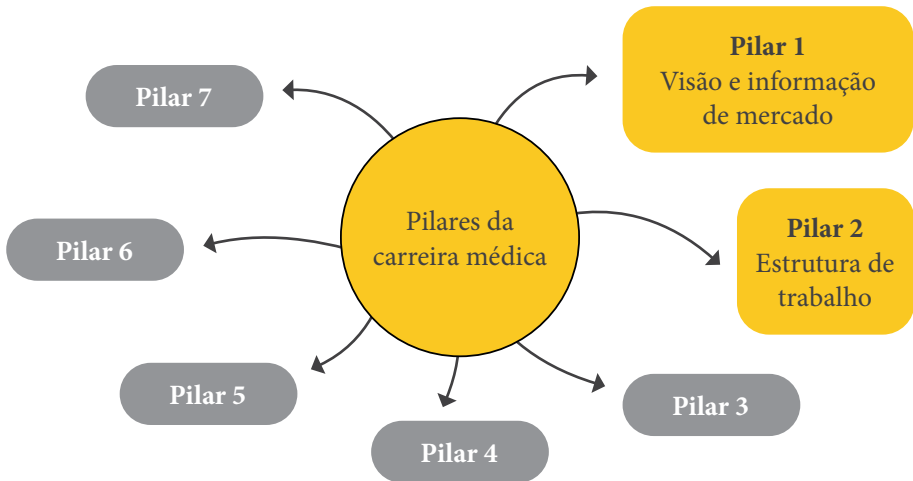 Pilares da
carreira médica
Pilar 1
Visão e informação
de mercado
Pilar 2
Estrutura de
trabalho
Pilar 3
Pilar 4
Pilar 5
Pilar 6
Pilar 7